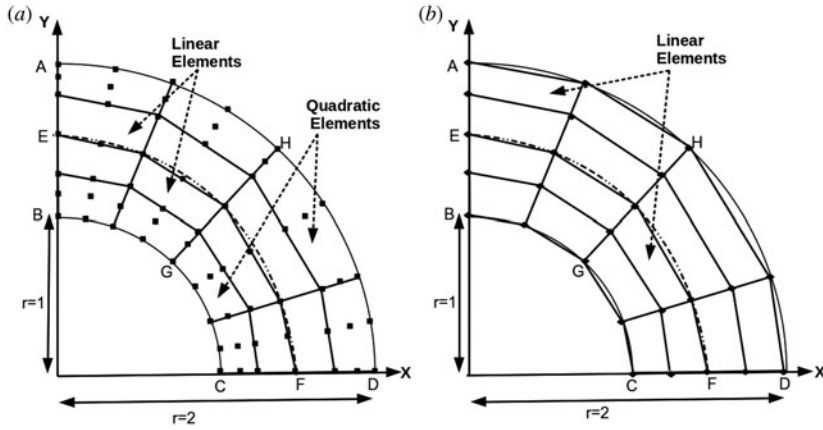 (a)
Y
A
Linear
Elements
Quadratic
Elements
E
H
B
G
r=1
C
F
D
X
r=2
(b)
Y
A
Linear
Elements
E
H
B
G
r=1
C
F
D
X
r=2